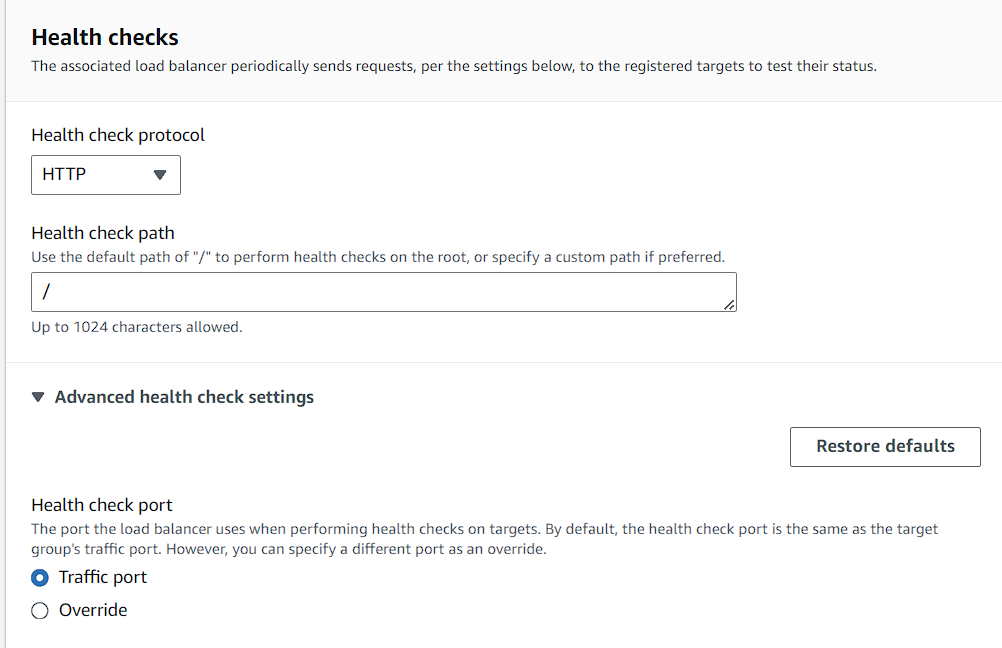 Health checks
The associated load balancer periodically sends requests, per the settings below, to the registered targets to test their status.
Health check protocol
HTTP
Health check path
Use the default path of "/" to perform health checks on the root, or specify a custom path if preferred.
/
Up to 1024 characters allowed.
Advanced health check settings
Restore defaults
Health check port
The port the load balancer uses when performing health checks on targets. By default, the health check port is the same as the target
group's traffic port. However, you can specify a different port as an override.
Traffic port
Override